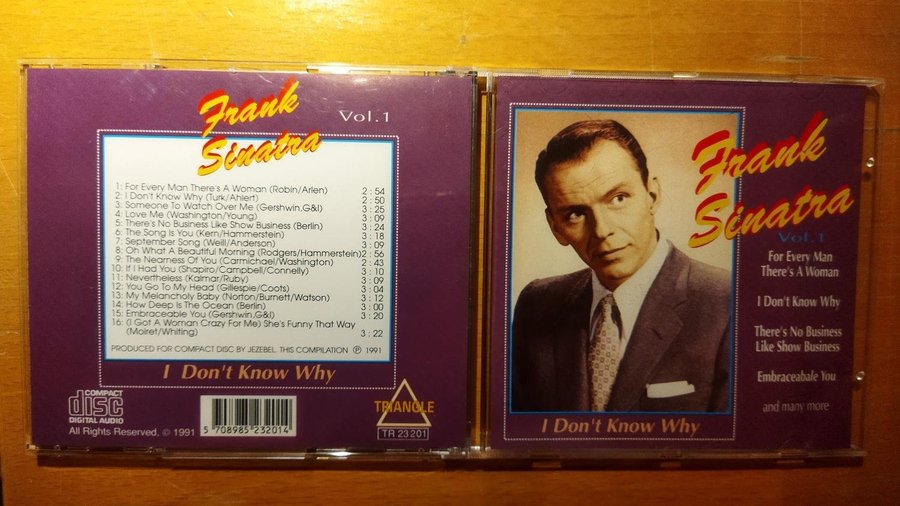 Frank
Sinatra
Vol.1
1: For Every Man There's A Woman (Robin/Arlen) 2:54
2: I Don't Know Why (Turk/Ahlert) 2:50
3: Someone To Watch Over Me (Gershwin,G&I) 3:25
4: Love Me (Washington/Young) 3:09
5: There's No Business Like Show Business (Berlin) 3:24
6: The Song Is You (Kern/Hammerstein) 3:18
7: September Song (Weill/Anderson) 3:09
8: Oh What A Beautiful Morning (Rodgers/Hammerstein) 2:56
9: The Nearness Of You (Carmichael/Washington) 2:43
10: If I Had You (Shapiro/Campbell/Connelly) 3:10
11: Nevertheless (Kalmar/Ruby) 3:09
12: You Go To My Head (Gillespie/Coots) 3:04
13: My Melancholy Baby (Norton/Burnett/Watson) 3:12
14: How Deep Is The Ocean (Berlin) 3:00
15: Embraceable You (Gershwin,G&I) 3:20
16: (I Got A Woman Crazy For Me) She's Funny That Way
(Moiret/Whiting) 3:22
PRODUCED FOR COMPACT DISC BY JEZEBEL. THIS COMPILATION ℗ 1991
I Don't Know Why
COMPACT
disc
DIGITAL AUDIO
All Rights Reserved, © 1991
5 708985 232014
TRIANGLE
TR 23 201
Frank
Sinatra
Vol.1
For Every Man
There's A Woman
I Don't Know Why
There's No Business
Like Show Business
Embraceabale You
and many more
I Don't Know Why